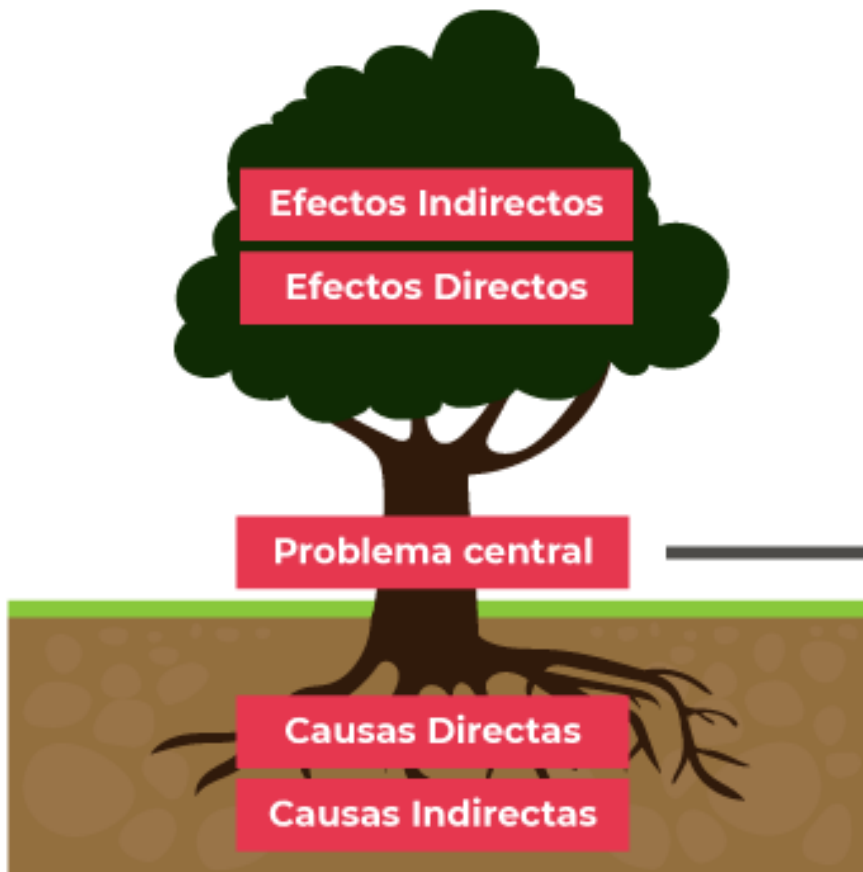 Efectos Indirectos
Efectos Directos
Problema central
Causas Directas
Causas Indirectas